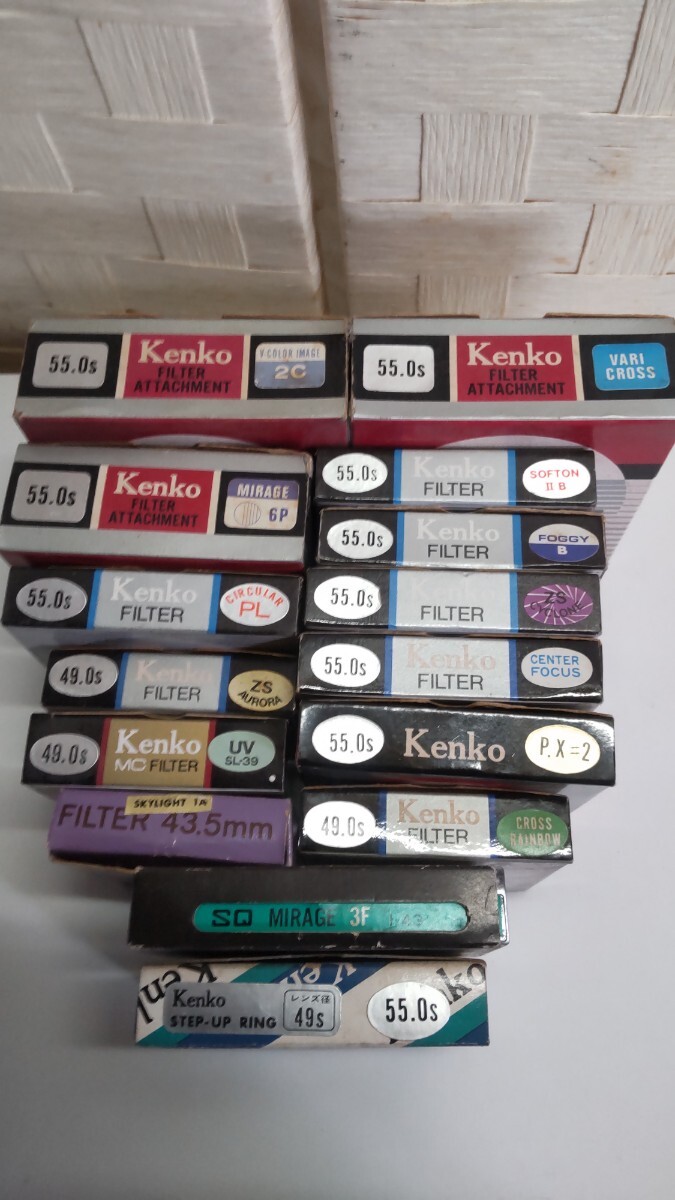 55.0s
Kenko
FILTER
ATTACHMENT
V-COLOR IMAGE
2C
55.0s
Kenko
FILTER
ATTACHMENT
VARI
CROSS
55.0s
Kenko
FILTER
ATTACHMENT
MIRAGE
6P
55.0s
Kenko
FILTER
SOFTON
II B
55.0s
Kenko
FILTER
FOGGY
B
55.0s
Kenko
FILTER
CIRCULAR
PL
55.0s
Kenko
FILTER
ZS
CYCLONE
49.0s
Kenko
FILTER
ZS
AURORA
55.0s
Kenko
FILTER
CENTER
FOCUS
49.0s
Kenko
MC FILTER
UV
SL-39
55.0s
Kenko
P.X=2
SKYLIGHT 1A
FILTER 43.5mm
49.0s
Kenko
FILTER
CROSS
RAINBOW
SQ MIRAGE 3F
Kenko
STEP-UP RING
レンズ径
49s
55.0s